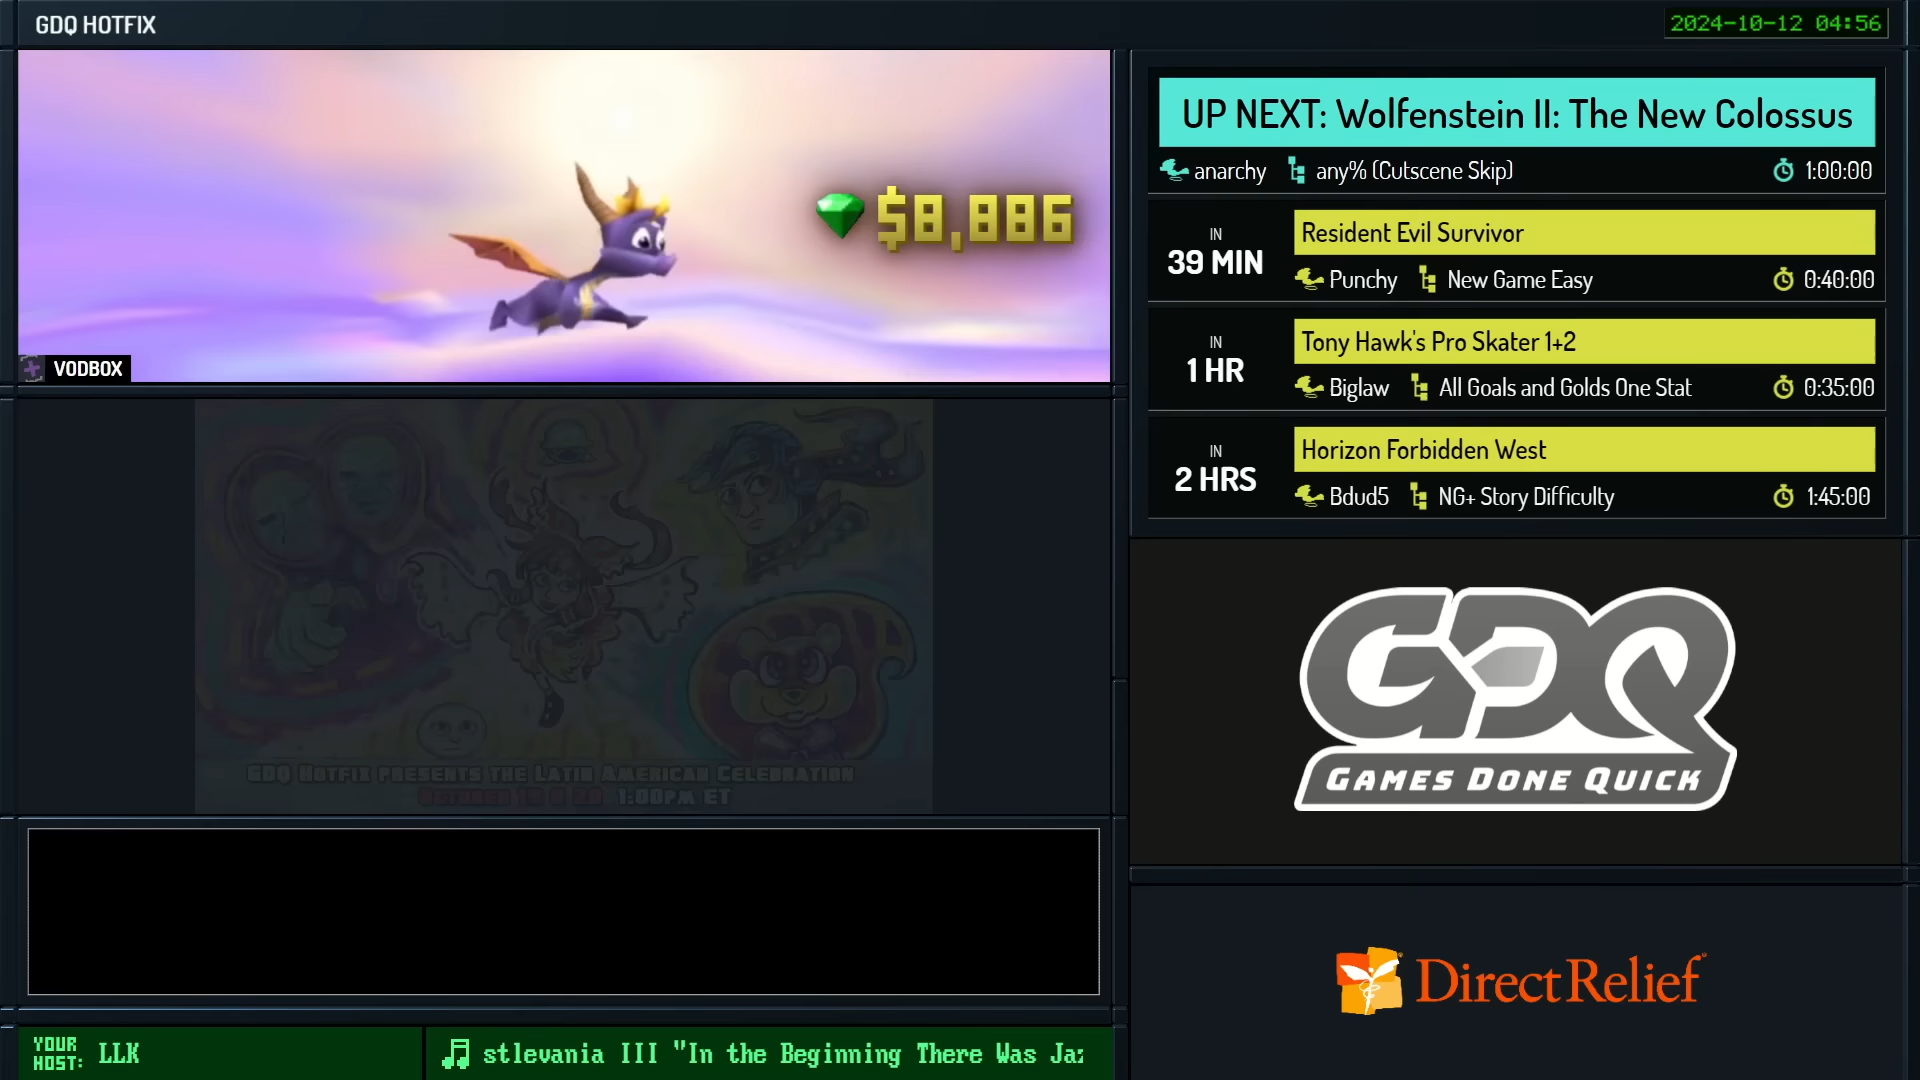 GDQ HOTFIX
2024-10-12 04:56
$8,886
VODBOX
UP NEXT: Wolfenstein II: The New Colossus
anarchy any% (Cutscene Skip) 1:00:00
IN
39 MIN
Resident Evil Survivor
Punchy New Game Easy 0:40:00
IN
1 HR
Tony Hawk's Pro Skater 1+2
Biglaw All Goals and Golds One Stat 0:35:00
IN
2 HRS
Horizon Forbidden West
Bdud5 NG+ Story Difficulty 1:45:00
GDQ
GAMES DONE QUICK
GDQ HOTFIX PRESENTS THE LATIN AMERICAN CELEBRATION
1:00PM ET
DirectRelief
YOUR
HOST: LLK
stlevania III "In the Beginning There Was Jaz